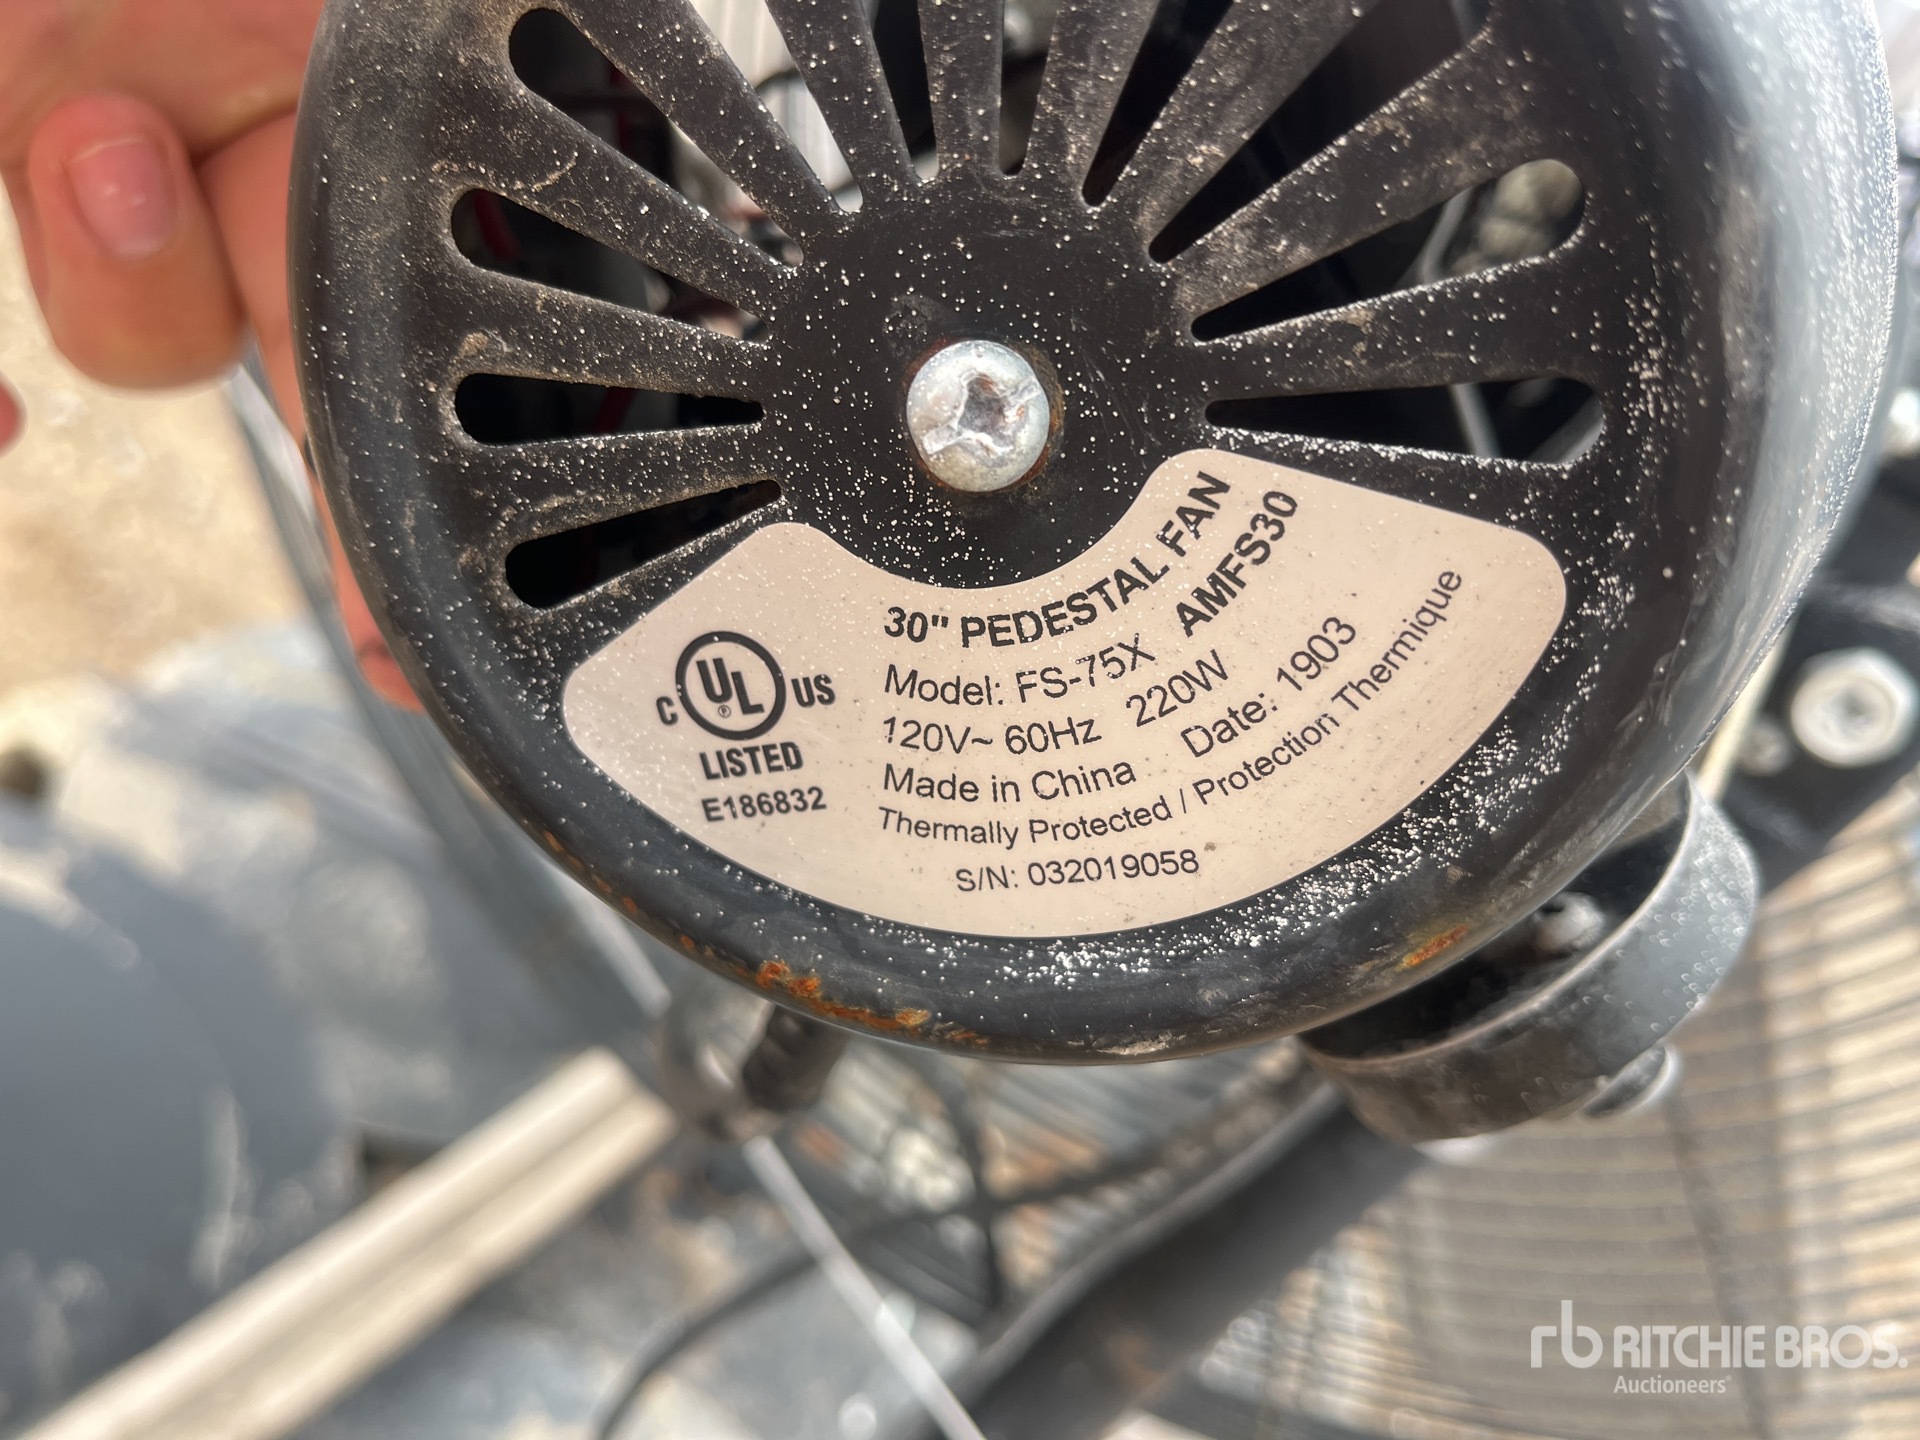 30" PEDESTAL FAN
Model: FS-75X AMFS30
120V~ 60Hz 220W
Made in China Date: 1903
Thermally Protected / Protection Thermique
S/N: 032019058
C UL ® US
LISTED
E186832
rb RITCHIE BROS.
Auctioneers